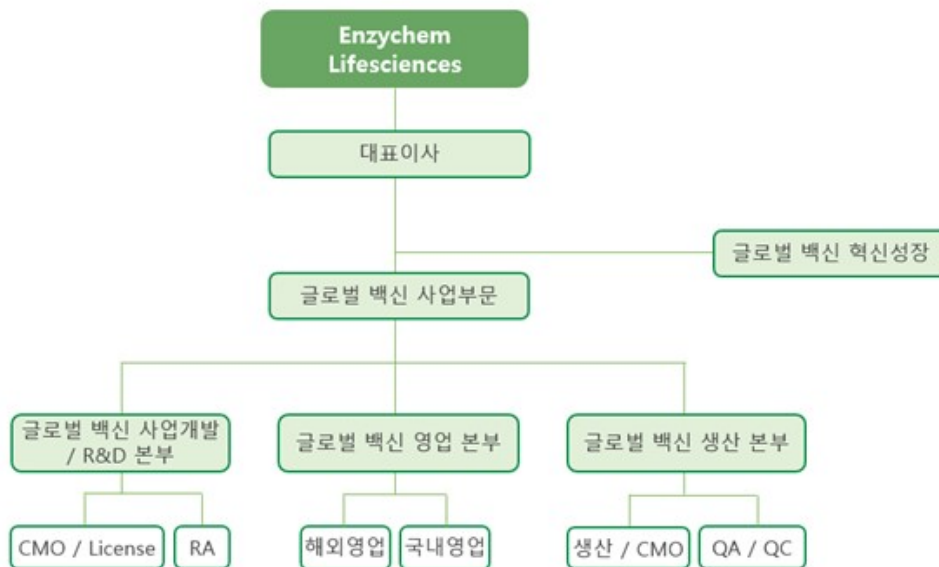 Enzychem
Lifesciences
대표이사
글로벌 백신 혁신성장
글로벌 백신 사업부문
글로벌 백신 사업개발
/ R&D 본부
글로벌 백신 영업 본부
글로벌 백신 생산 본부
CMO / License
RA
해외영업
국내영업
생산 / CMO
QA / QC